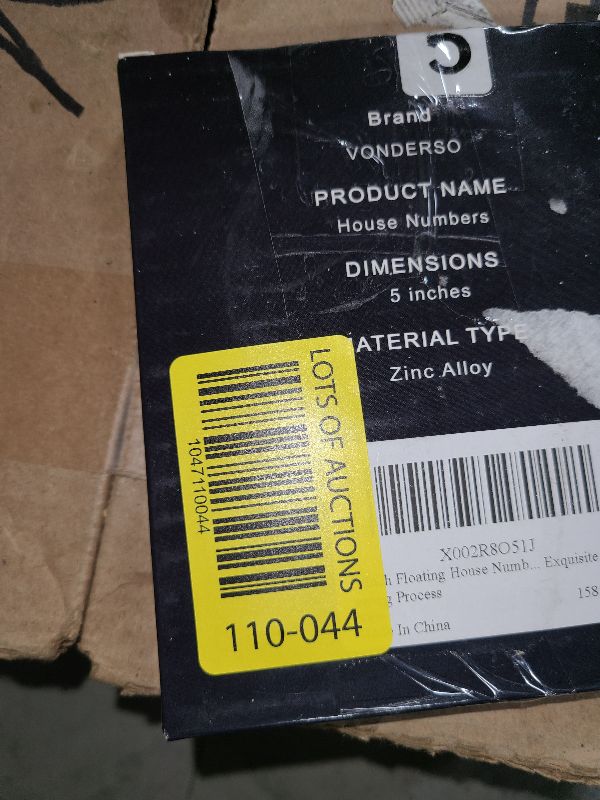 Brand
VONDERSO
PRODUCT NAME
House Numbers
DIMENSIONS
5 inches
ATERIAL TYPE
Zinc Alloy
LOTS OF AUCTIONS
1047110044
110-044
X002R8O51J
h Floating House Numb... Exquisite
g Process 158
In China